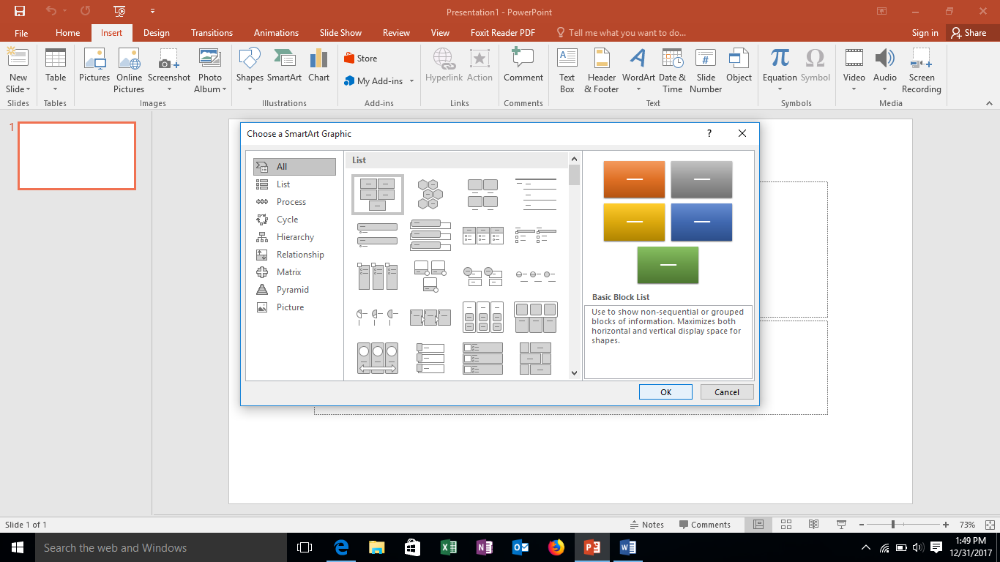 Presentation1 - PowerPoint
File Home Insert Design Transitions Animations Slide Show Review View Foxit Reader PDF Tell me what you want to do... Sign in Share
New Slide
Table
Pictures
Online Pictures
Screenshot
Photo Album
Shapes
SmartArt
Chart
Store
My Add-ins
Hyperlink
Action
Comment
Text Box
Header & Footer
WordArt
Date & Time
Slide Number
Object
Equation
Symbol
Video
Audio
Screen Recording
Slides Tables Images Illustrations Add-ins Links Comments Text Symbols Media
1
Choose a SmartArt Graphic
All
List
Process
Cycle
Hierarchy
Relationship
Matrix
Pyramid
Picture
List
Basic Block List
Use to show non-sequential or grouped
blocks of information. Maximizes both
horizontal and vertical display space for
shapes.
OK Cancel
Slide 1 of 1 Notes Comments 73%
Search the web and Windows
1:49 PM
12/31/2017